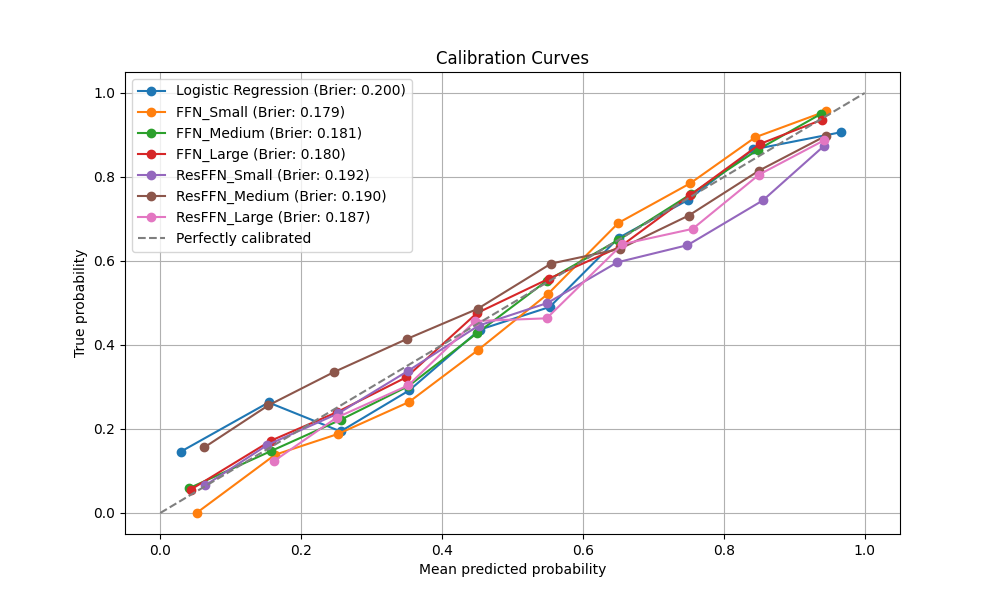 Calibration Curves
Logistic Regression (Brier: 0.200)
FFN_Small (Brier: 0.179)
FFN_Medium (Brier: 0.181)
FFN_Large (Brier: 0.180)
ResFFN_Small (Brier: 0.192)
ResFFN_Medium (Brier: 0.190)
ResFFN_Large (Brier: 0.187)
Perfectly calibrated
True probability
1.0
0.8
0.6
0.4
0.2
0.0
0.0 0.2 0.4 0.6 0.8 1.0
Mean predicted probability